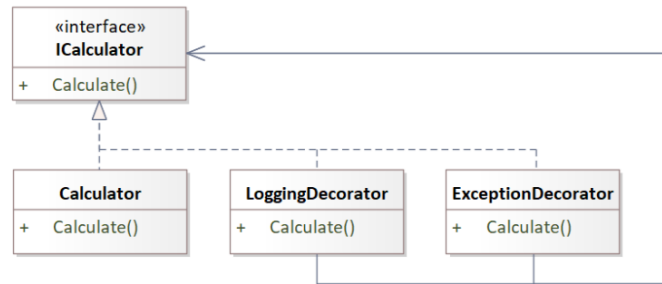 «interface»
ICalculator
+ Calculate()
Calculator
+ Calculate()
LoggingDecorator
+ Calculate()
ExceptionDecorator
+ Calculate()